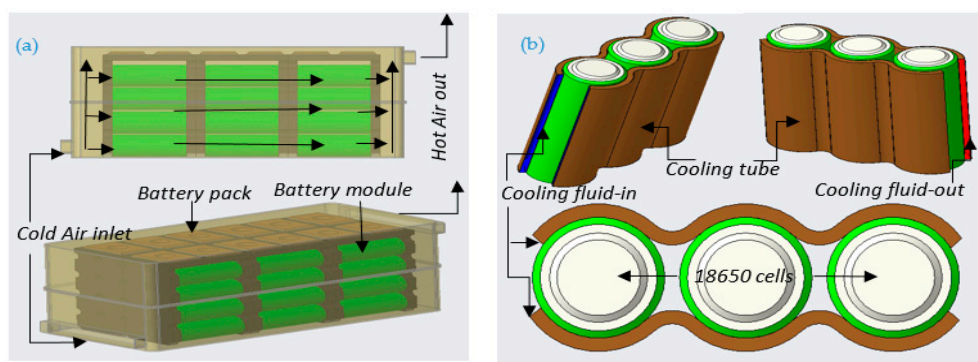 (a)
Hot Air out
Battery pack
Battery module
Cold Air inlet
(b)
Cooling tube
Cooling fluid-in
Cooling fluid-out
18650 cells